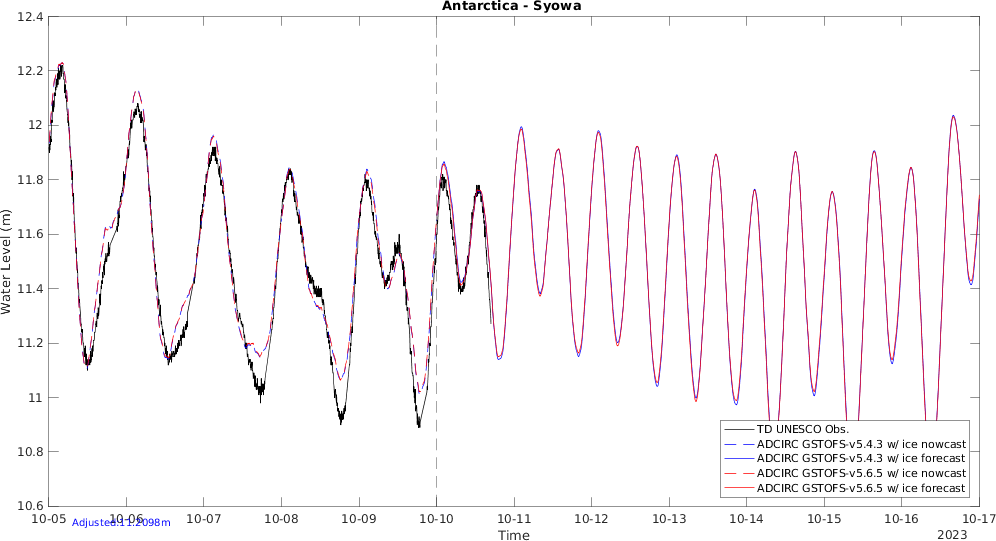 Antarctica - Syowa
12.4
12.2
12
11.8
11.6
11.4
11.2
11
10.8
10.6
Water Level (m)
TD UNESCO Obs.
ADCIRC GSTOFS-v5.4.3 w/ ice nowcast
ADCIRC GSTOFS-v5.4.3 w/ ice forecast
ADCIRC GSTOFS-v5.6.5 w/ ice nowcast
ADCIRC GSTOFS-v5.6.5 w/ ice forecast
10-05 10-06 10-07 10-08 10-09 10-10 10-11 10-12 10-13 10-14 10-15 10-16 10-17
Adjusted:11.2098m
Time
2023